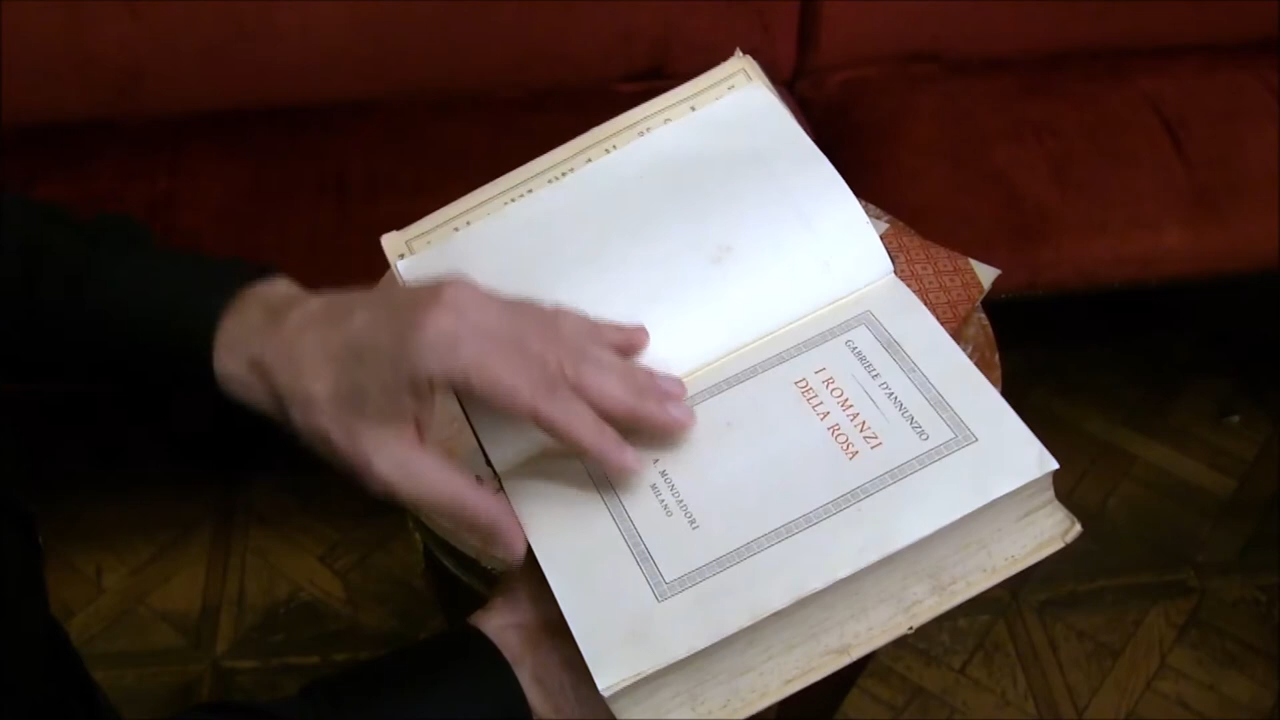 GABRIELE D'ANNUNZIO
I ROMANZI
DELLA ROSA
A. MONDADORI
MILANO